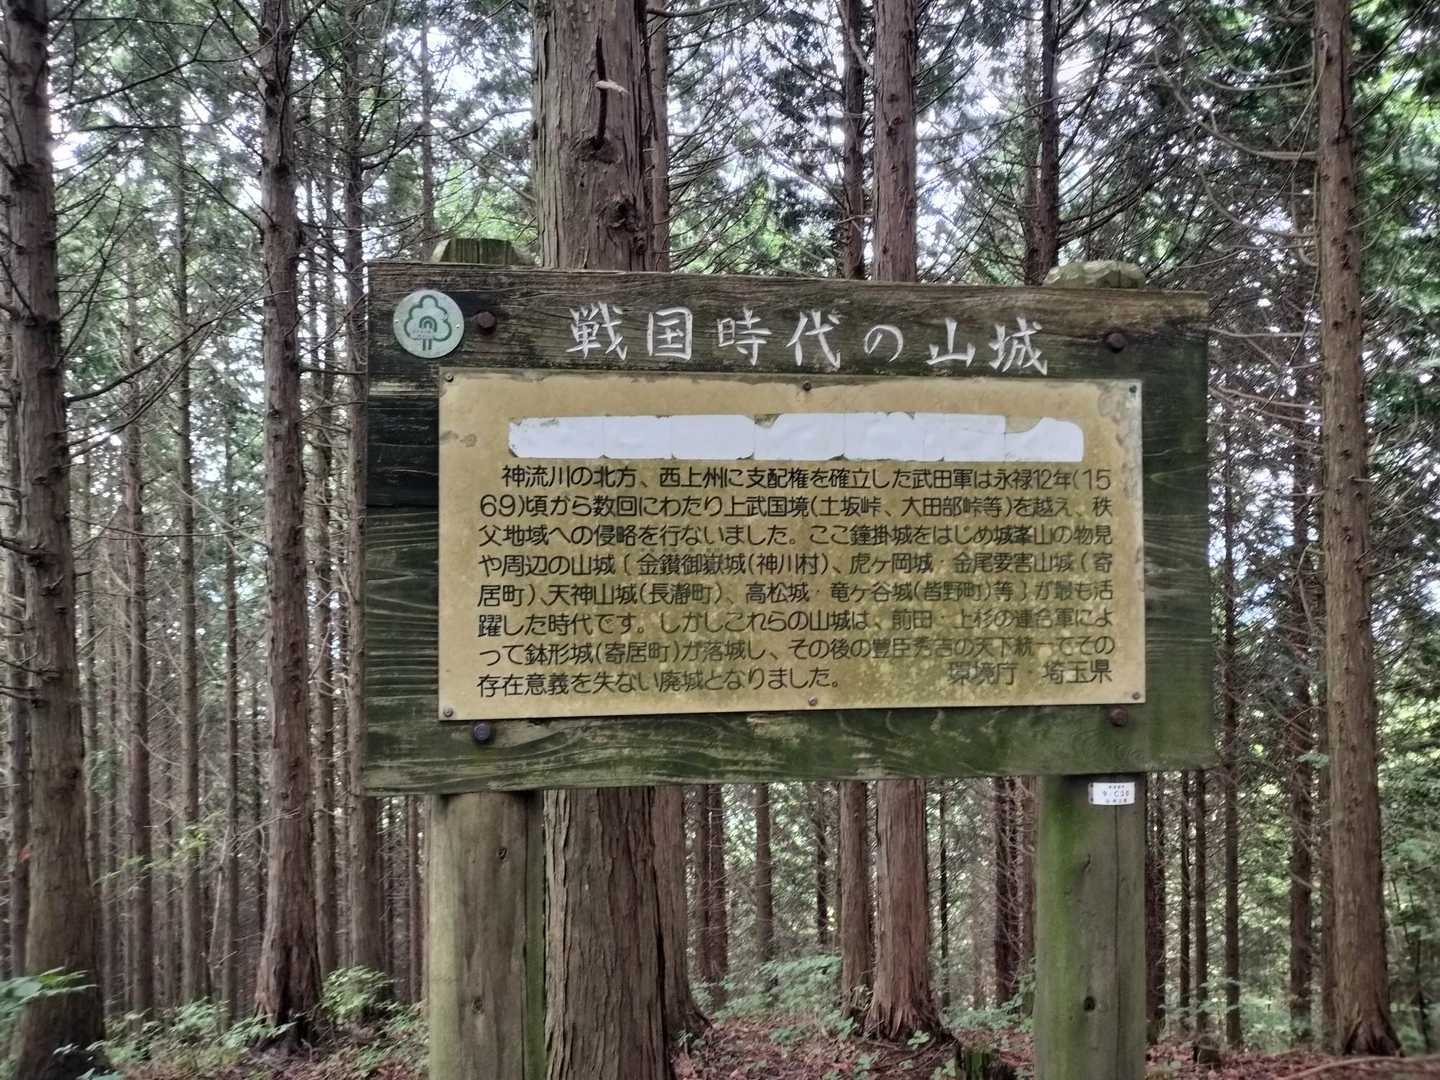 戦国時代の山城
神流川の北方、西上州に支配権を確立した武田軍は永禄12年(15
69)頃から数回にわたり上武国境(土坂峠、太田部峠等)を越え、秩
父地域への侵略を行ないました。ここ鐘掛城をはじめ城峯山の物見
や周辺の山城〔金鑚御嶽城(神川村)、虎ヶ岡城・金尾要害山城(寄
居町)、天神山城(長瀞町)、高松城・竜ヶ谷城(皆野町)等〕が最も活
躍した時代です。しかしこれらの山城は、前田・上杉の連合軍によ
って鉢形城(寄居町)が落城し、その後の豊臣秀吉の天下統一でその
存在意義を失ない廃城となりました。
環境庁・埼玉県
9-C30